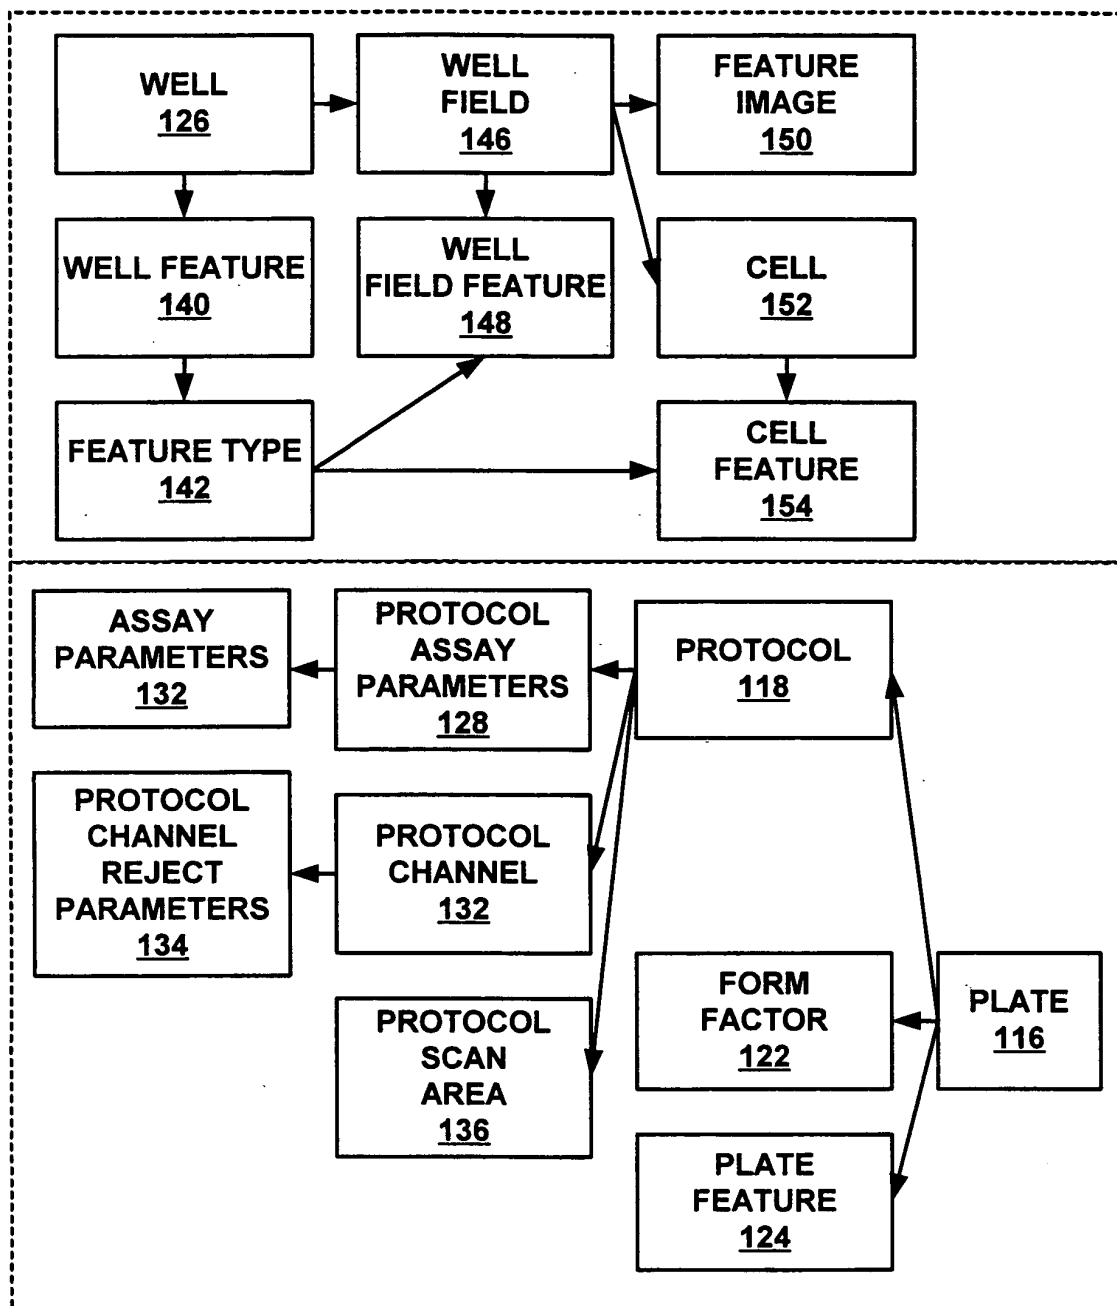 WELL
126
WELL
FIELD
146
FEATURE
IMAGE
150
WELL FEATURE
140
WELL
FIELD FEATURE
148
CELL
152
FEATURE TYPE
142
CELL
FEATURE
154
ASSAY
PARAMETERS
132
PROTOCOL
ASSAY
PARAMETERS
128
PROTOCOL
118
PROTOCOL
CHANNEL
REJECT
PARAMETERS
134
PROTOCOL
CHANNEL
132
FORM
FACTOR
122
PLATE
116
PROTOCOL
SCAN
AREA
136
PLATE
FEATURE
124